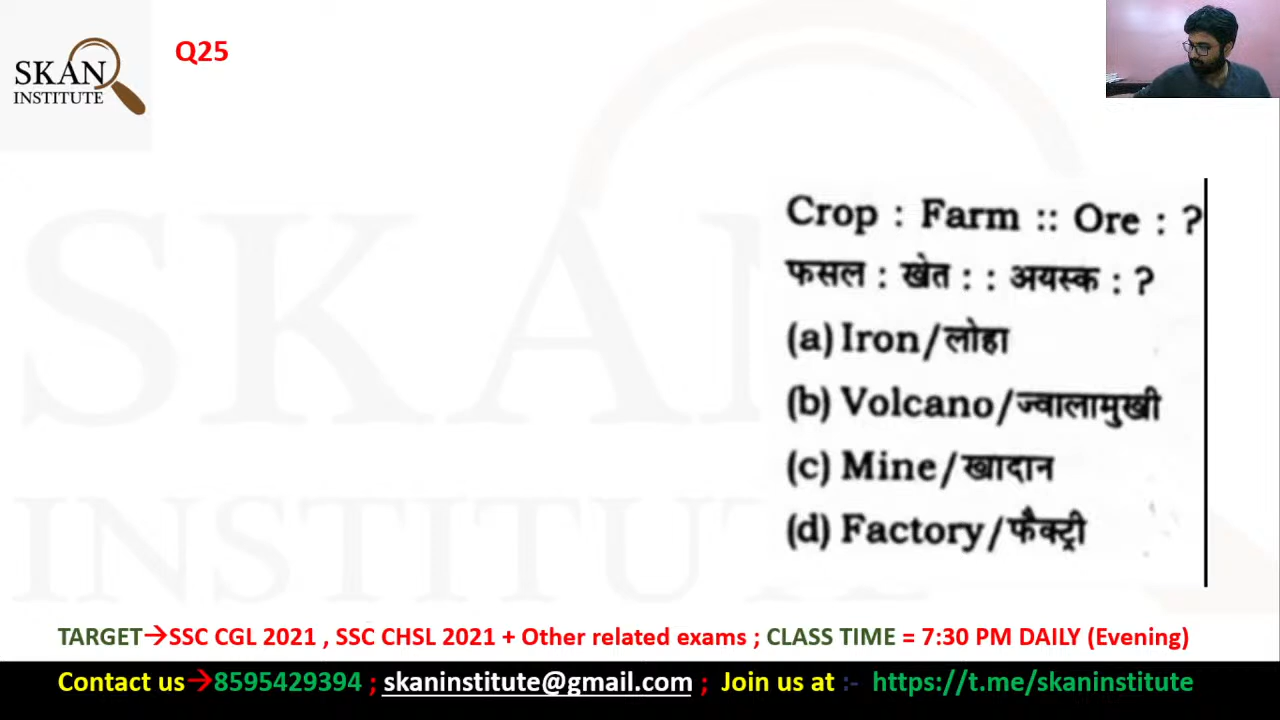 SKAN
INSTITUTE
Q25
Crop : Farm :: Ore : ?
फसल : खेत : : अयस्क : ?
(a) Iron/लोहा
(b) Volcano/ज्वालामुखी
(c) Mine/खादान
(d) Factory/फैक्ट्री
SKAN
INSTITUTE
TARGET→SSC CGL 2021 , SSC CHSL 2021 + Other related exams ; CLASS TIME = 7:30 PM DAILY (Evening)
Contact us→8595429394 ; skaninstitute@gmail.com ; Join us at :- https://t.me/skaninstitute